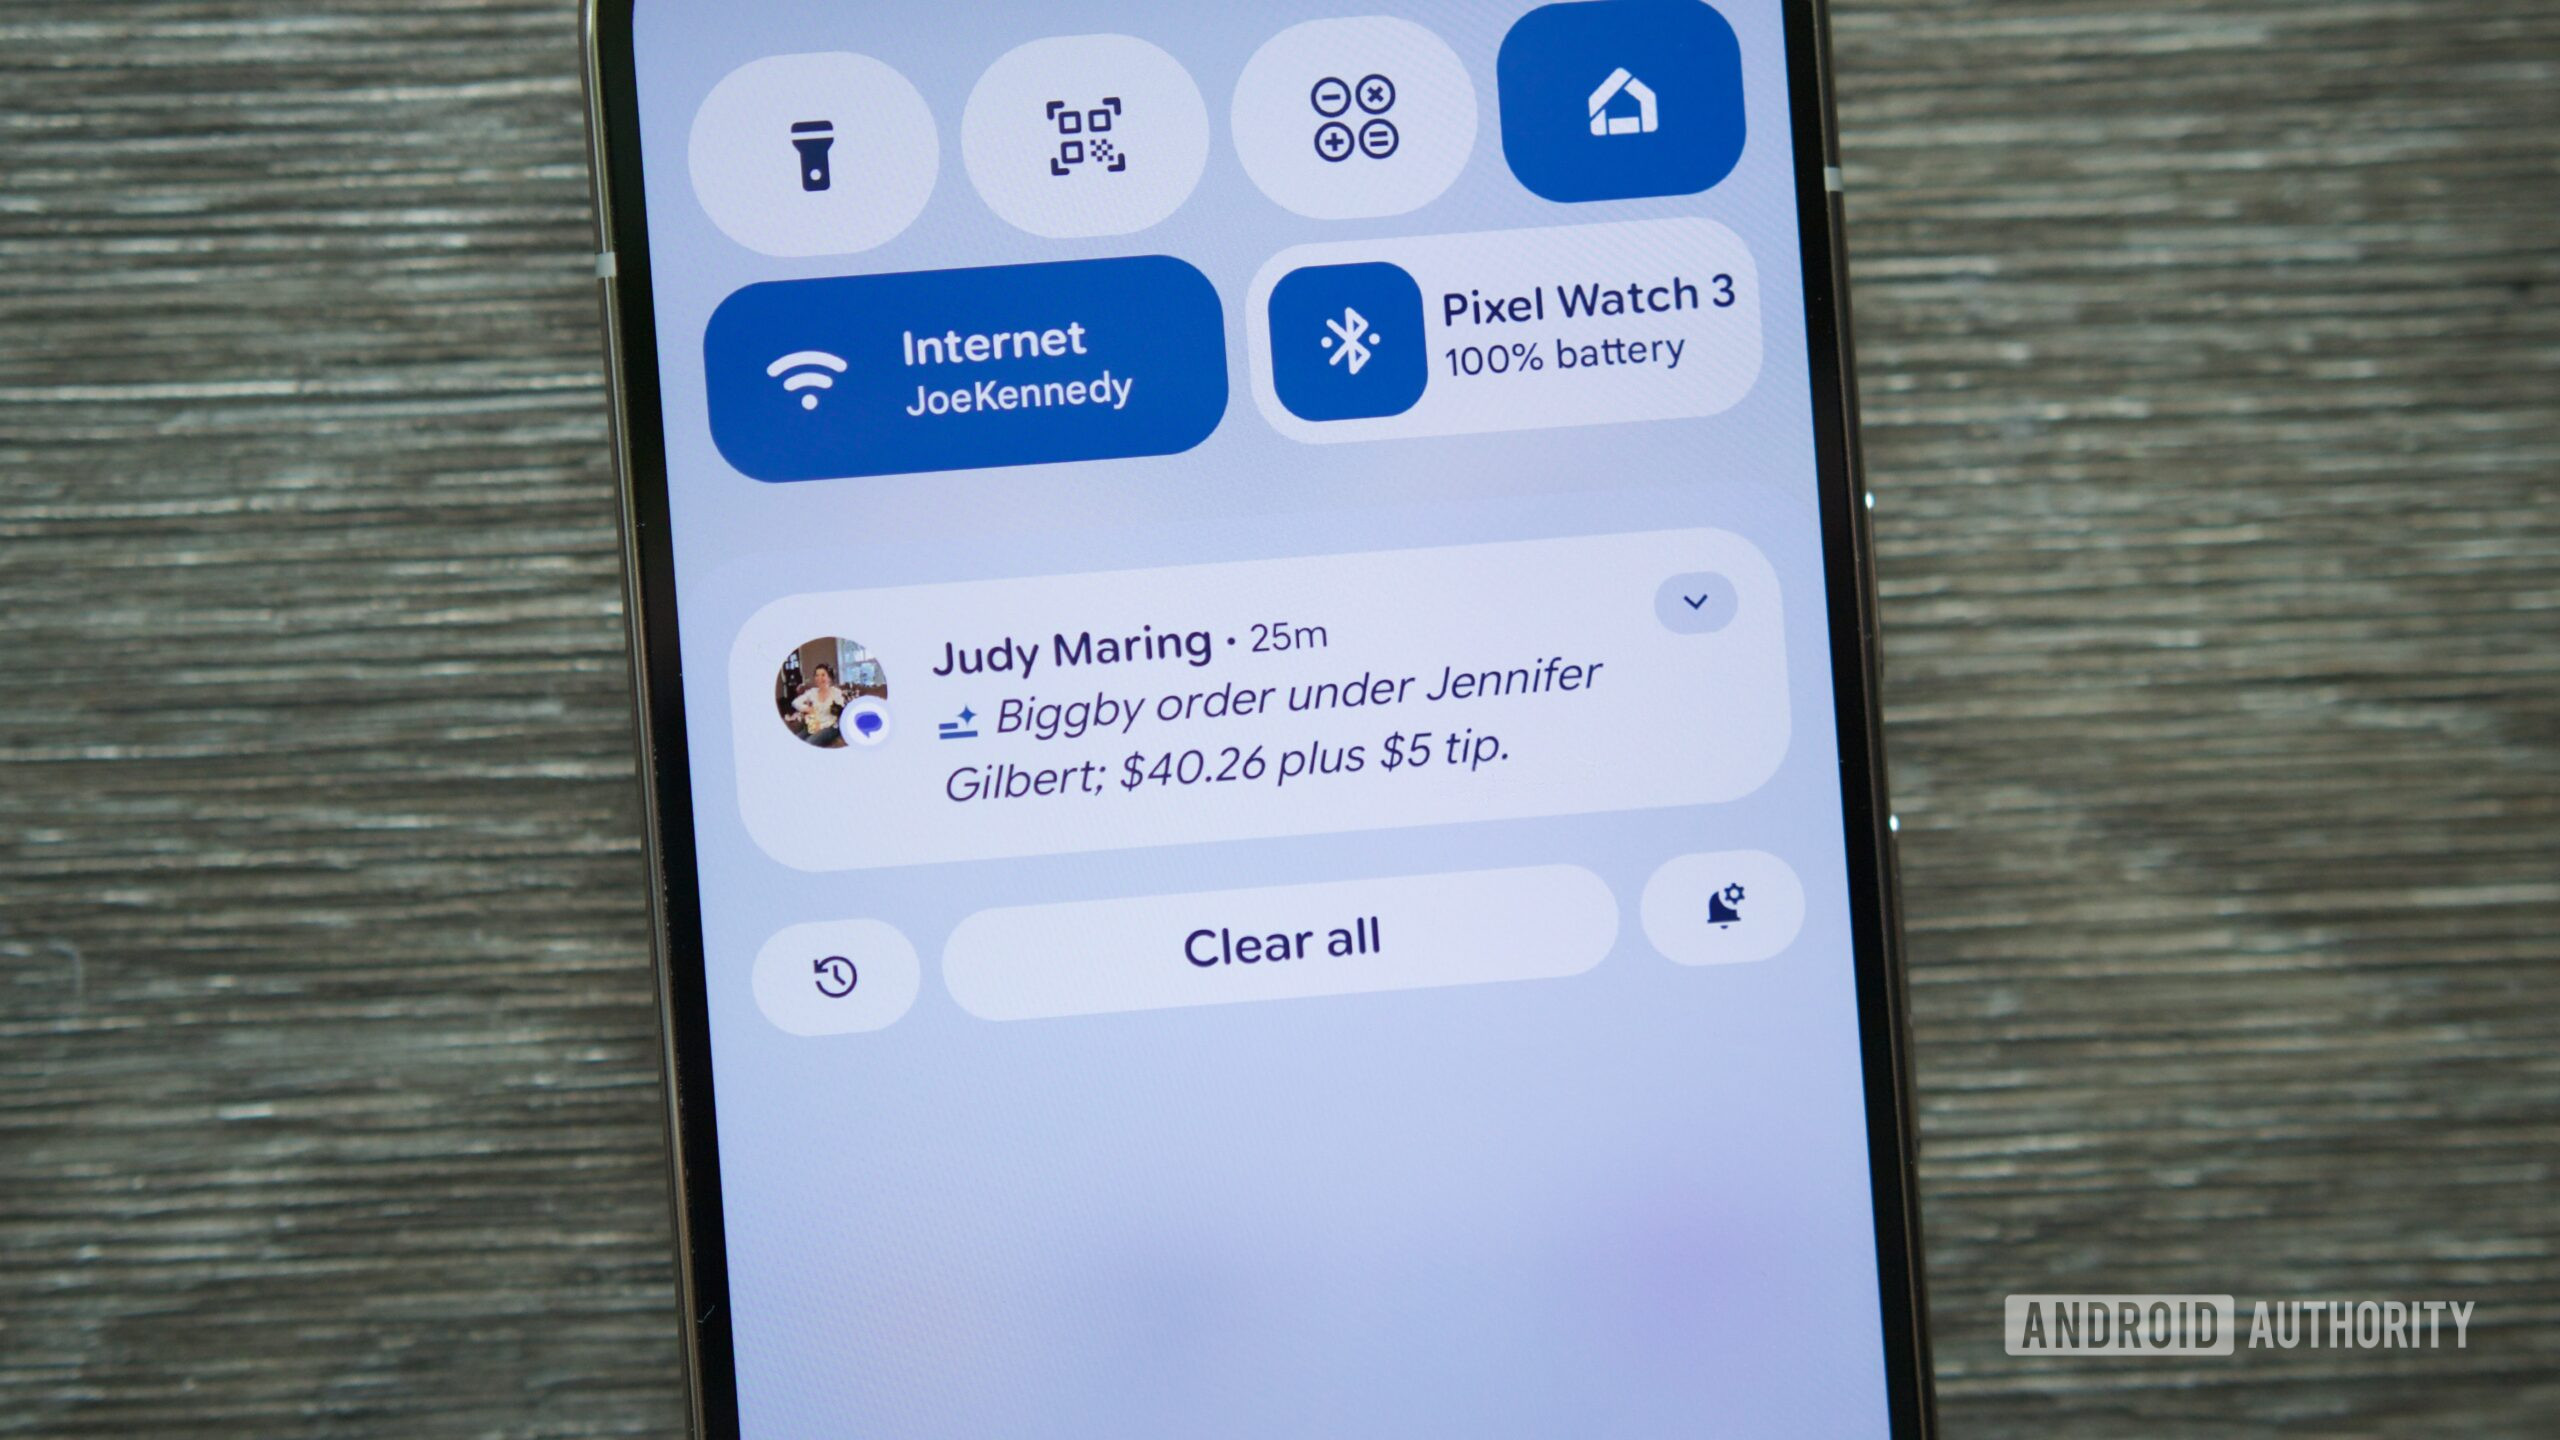 Internet
JoeKennedy
Pixel Watch 3
100% battery
Judy Maring • 25m
Biggby order under Jennifer
Gilbert; $40.26 plus $5 tip.
Clear all
ANDROID AUTHORITY